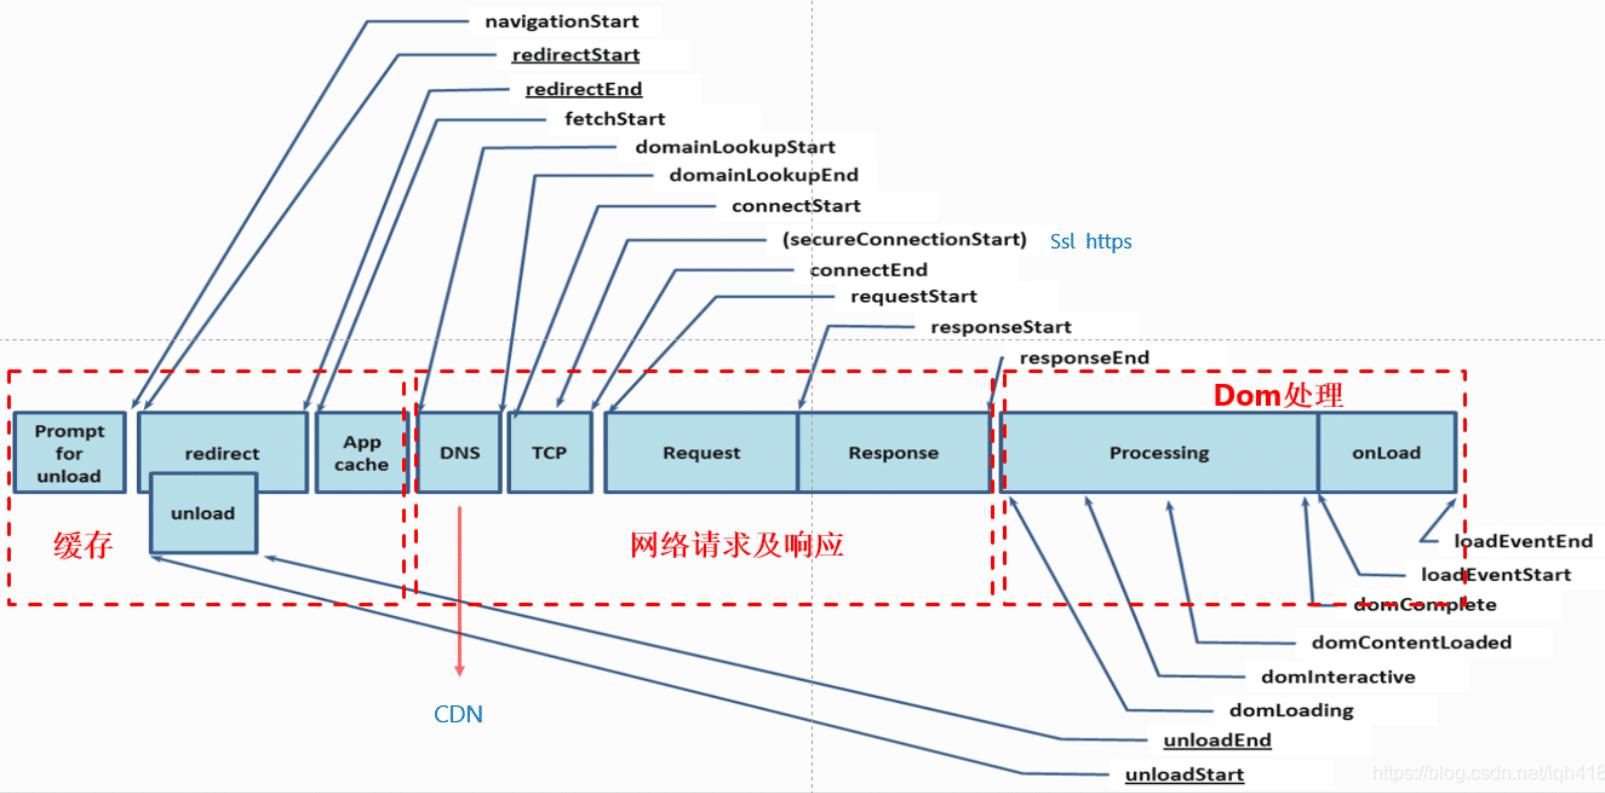 navigationStart
redirectStart
redirectEnd
fetchStart
domainLookupStart
domainLookupEnd
connectStart
(secureConnectionStart) Ssl https
connectEnd
requestStart
responseStart
responseEnd
Dom处理
Prompt
for
unload
redirect
unload
App
cache
DNS
TCP
Request
Response
Processing
onLoad
缓存
网络请求及响应
loadEventEnd
loadEventStart
domComplete
domContentLoaded
domInteractive
domLoading
CDN
unloadEnd
unloadStart
https://blog.csdn.net/lqh418